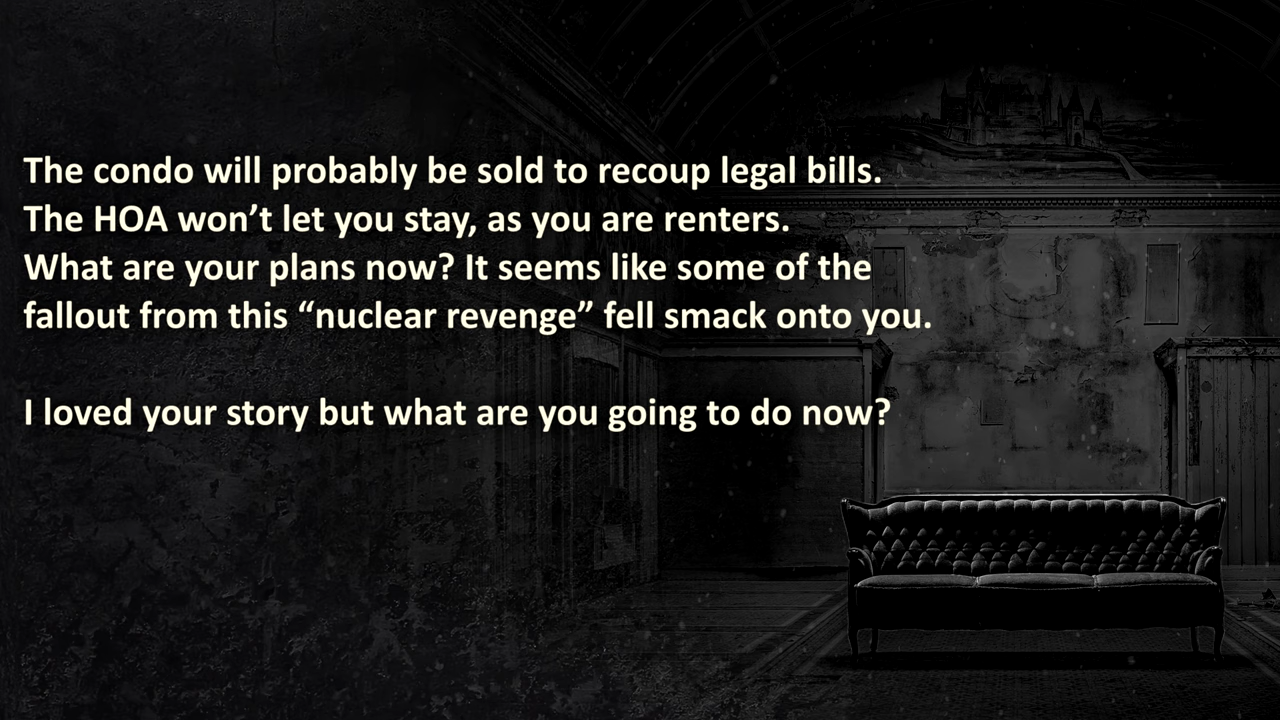 The condo will probably be sold to recoup legal bills.
The HOA won’t let you stay, as you are renters.
What are your plans now? It seems like some of the
fallout from this “nuclear revenge” fell smack onto you.
I loved your story but what are you going to do now?